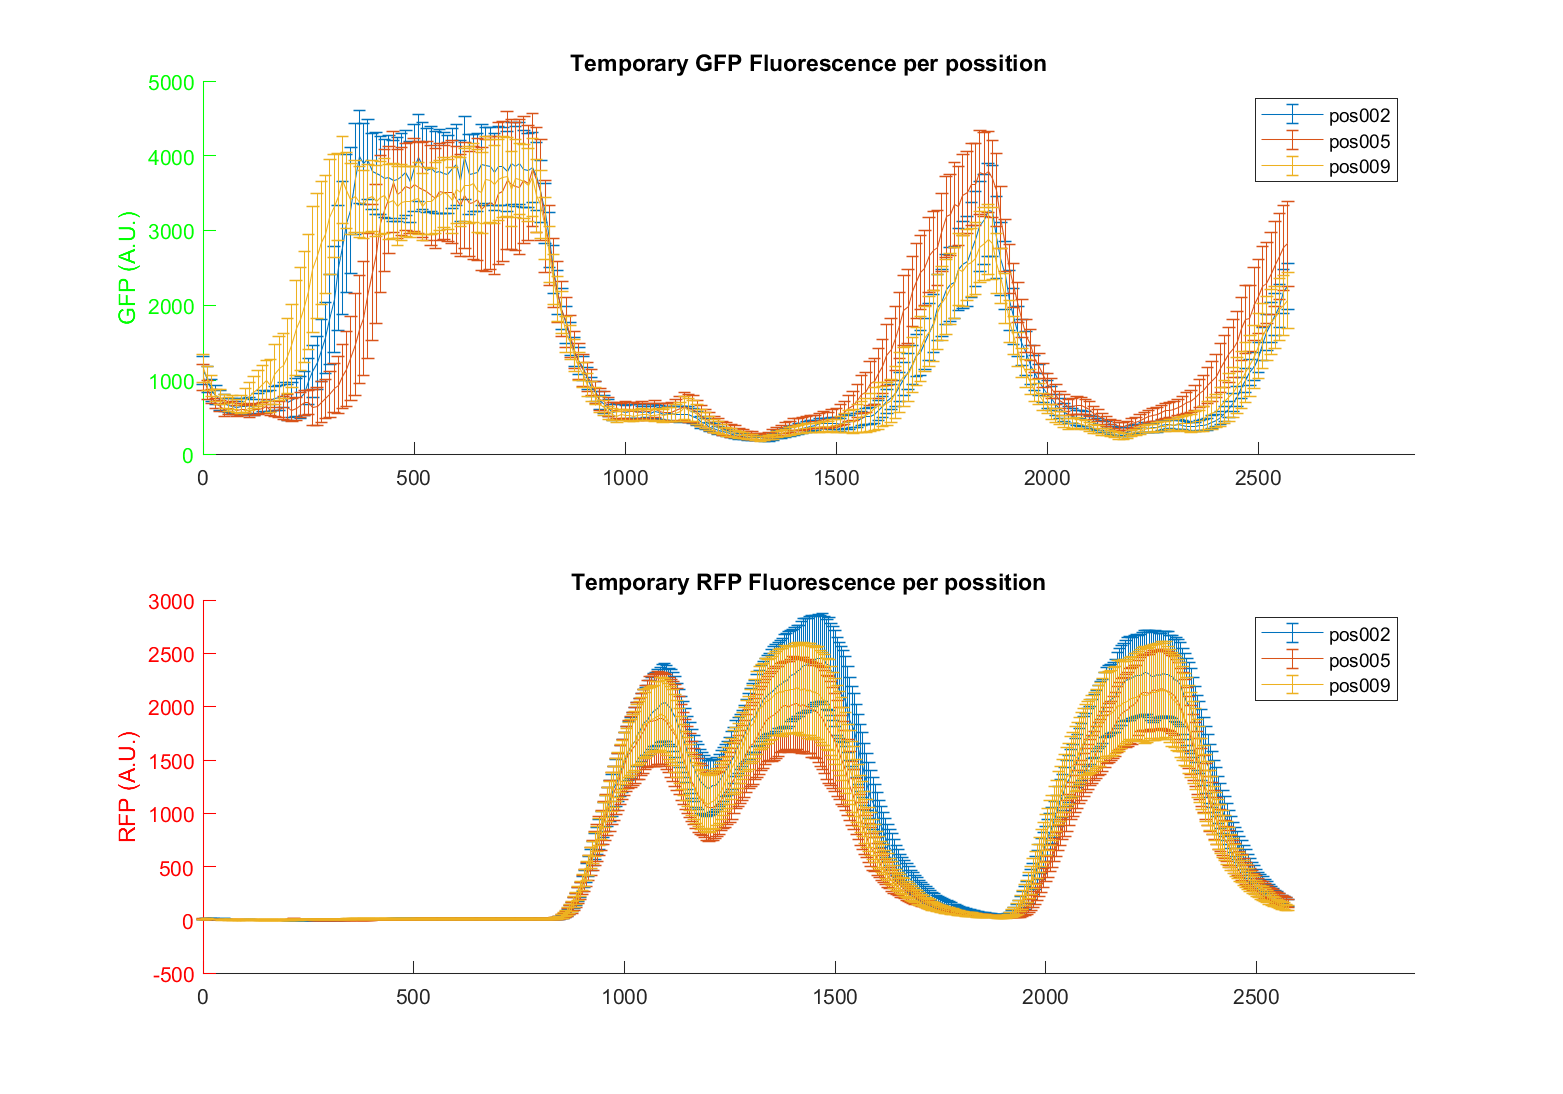 Temporary GFP Fluorescence per possition
GFP (A.U.)
5000
4000
3000
2000
1000
0
0 500 1000 1500 2000 2500
pos002
pos005
pos009
Temporary RFP Fluorescence per possition
RFP (A.U.)
3000
2500
2000
1500
1000
500
0
-500
0 500 1000 1500 2000 2500
pos002
pos005
pos009